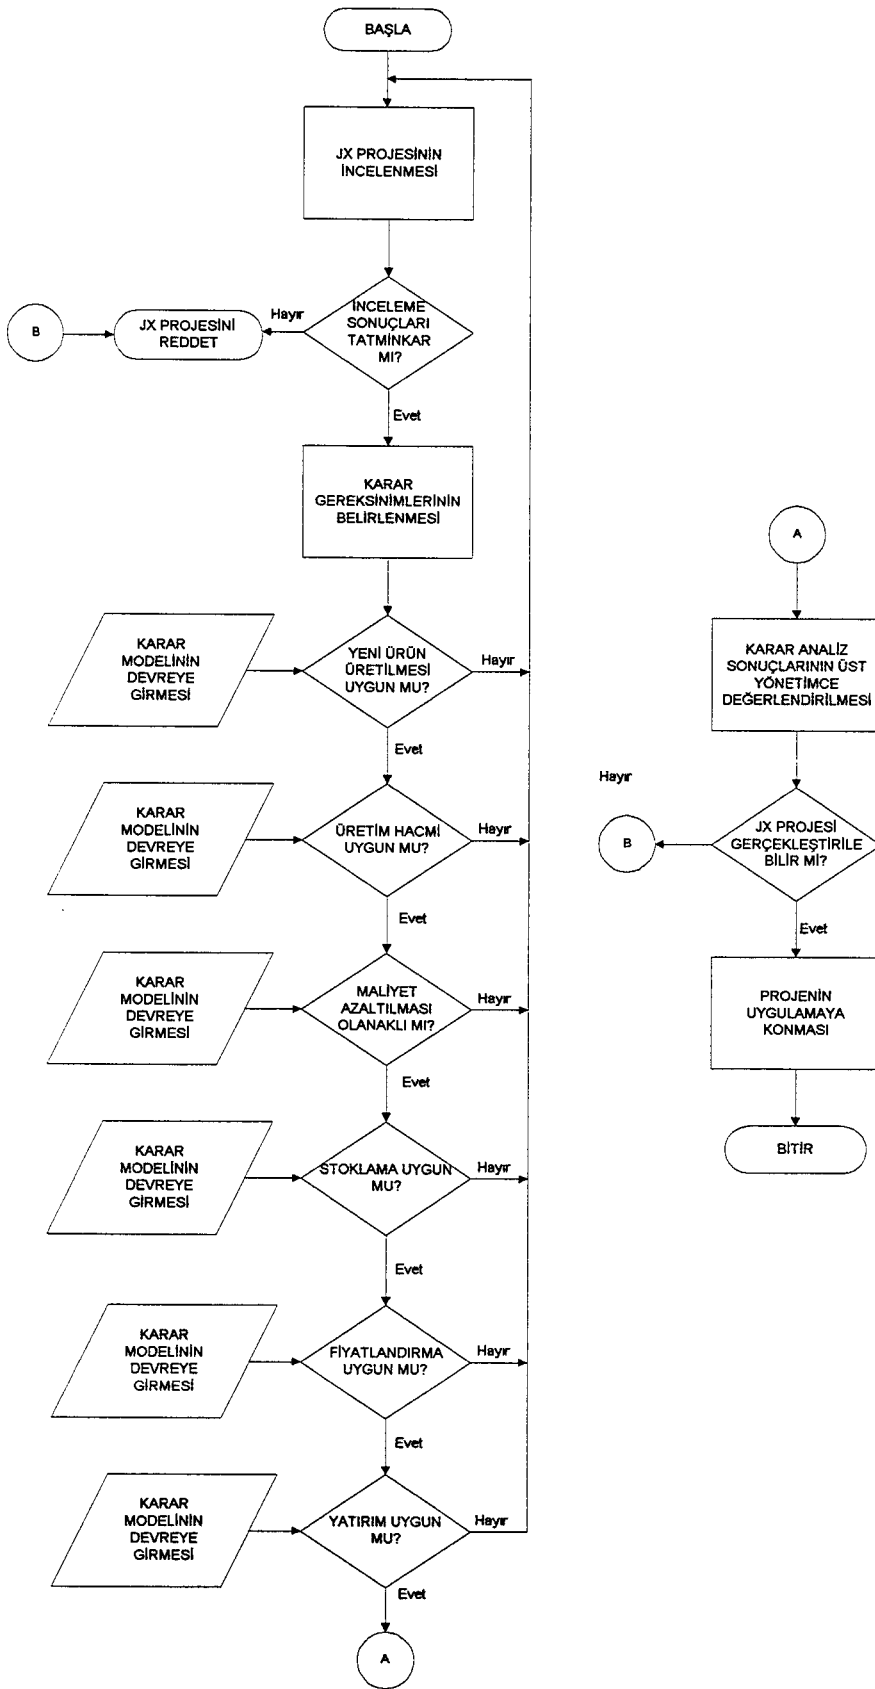 BAŞLA
JX PROJESİNİN
İNCELENMESİ
İNCELEME
SONUÇLARI
TATMİNKAR
MI?
Hayır
JX PROJESİNİ
REDDET
B
Evet
KARAR
GEREKSİNİMLERİNİN
BELİRLENMESİ
KARAR
MODELİNİN
DEVREYE
GİRMESİ
YENİ ÜRÜN
ÜRETİLMESİ
UYGUN MU?
Hayır
Evet
KARAR
MODELİNİN
DEVREYE
GİRMESİ
ÜRETİM HACMİ
UYGUN MU?
Hayır
Evet
KARAR
MODELİNİN
DEVREYE
GİRMESİ
MALİYET
AZALTILMASI
OLANAKLI MI?
Hayır
Evet
KARAR
MODELİNİN
DEVREYE
GİRMESİ
STOKLAMA UYGUN
MU?
Hayır
Evet
KARAR
MODELİNİN
DEVREYE
GİRMESİ
FİYATLANDIRMA
UYGUN MU?
Hayır
Evet
KARAR
MODELİNİN
DEVREYE
GİRMESİ
YATIRIM UYGUN
MU?
Hayır
Evet
A
A
KARAR ANALİZ
SONUÇLARININ ÜST
YÖNETİMCE
DEĞERLENDİRİLMESİ
JX PROJESİ
GERÇEKLEŞTİRİLE
BİLİR Mİ?
Hayır
B
Evet
PROJENİN
UYGULAMAYA
KONMASI
BİTİR